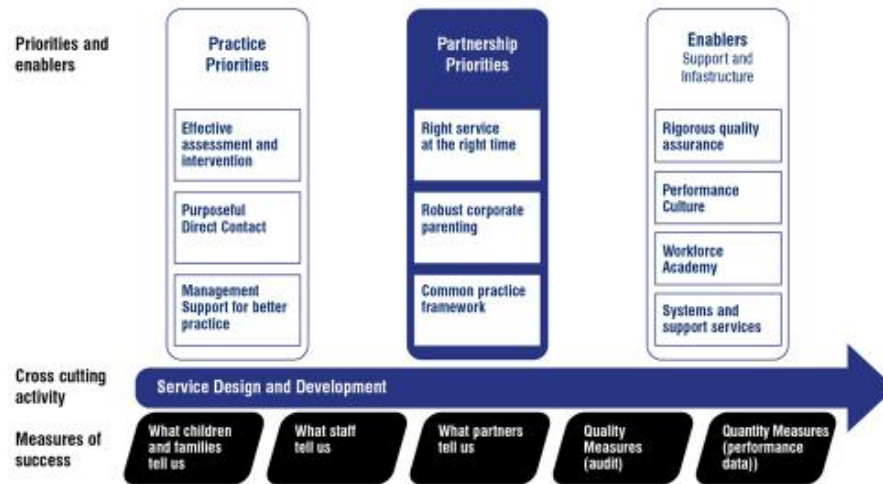 Priorities and
enablers
Practice
Priorities
Effective
assessment and
intervention
Purposeful
Direct Contact
Management
Support for better
practice
Partnership
Priorities
Right service
at the right time
Robust corporate
parenting
Common practice
framework
Enablers
Support and
Infastructure
Rigorous quality
assurance
Performance
Culture
Workforce
Academy
Systems and
support services
Cross cutting
activity
Service Design and Development
Measures of
success
What children
and families
tell us
What staff
tell us
What partners
tell us
Quality
Measures
(audit)
Quantity Measures
(performance
data))